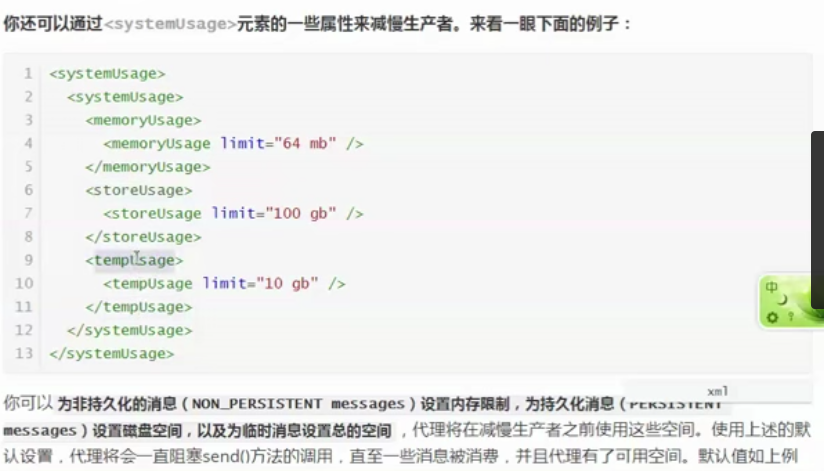 你还可以通过<systemUsage>元素的一些属性来减慢生产者。来看一眼下面的例子：
1 <systemUsage>
2 <systemUsage>
3 <memoryUsage>
4 <memoryUsage limit="64 mb" />
5 </memoryUsage>
6 <storeUsage>
7 <storeUsage limit="100 gb" />
8 </storeUsage>
9 <tempUsage>
10 <tempUsage limit="10 gb" />
11 </tempUsage>
12 </systemUsage>
13 </systemUsage>
中
?
xml
你可以 为非持久化的消息（NON_PERSISTENT messages）设置内存限制，为持久化消息（PERSISTENT
messages）设置磁盘空间，以及为临时消息设置总的空间 ，代理将在减慢生产者之前使用这些空间。使用上述的默
认设置，代理将会一直阻塞send()方法的调用，直至一些消息被消费，并且代理有了可用空间。默认值如上例